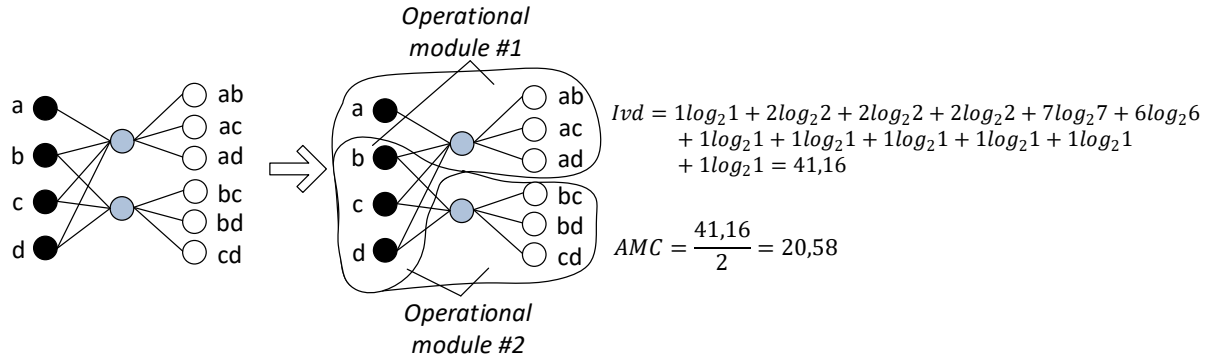 Operational
module #1
a
b
c
d
ab
ac
ad
bc
bd
cd
a
b
c
d
ab
ac
ad
bc
bd
cd
Operational
module #2
Ivd = 1log₂1 + 2log₂2 + 2log₂2 + 2log₂2 + 7log₂7 + 6log₂6
+ 1log₂1 + 1log₂1 + 1log₂1 + 1log₂1 + 1log₂1
+ 1log₂1 = 41,16
AMC = 41,16/2 = 20,58